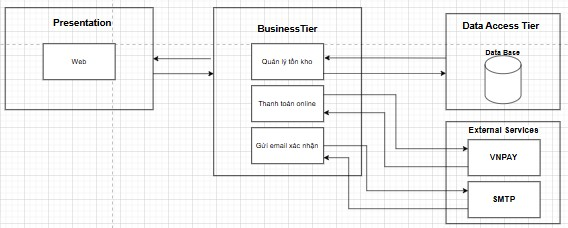 Presentation
Web
BusinessTier
Quản lý tồn kho
Thanh toán online
Gửi email xác nhận
Data Access Tier
Data Base
External Services
VNPAY
SMTP